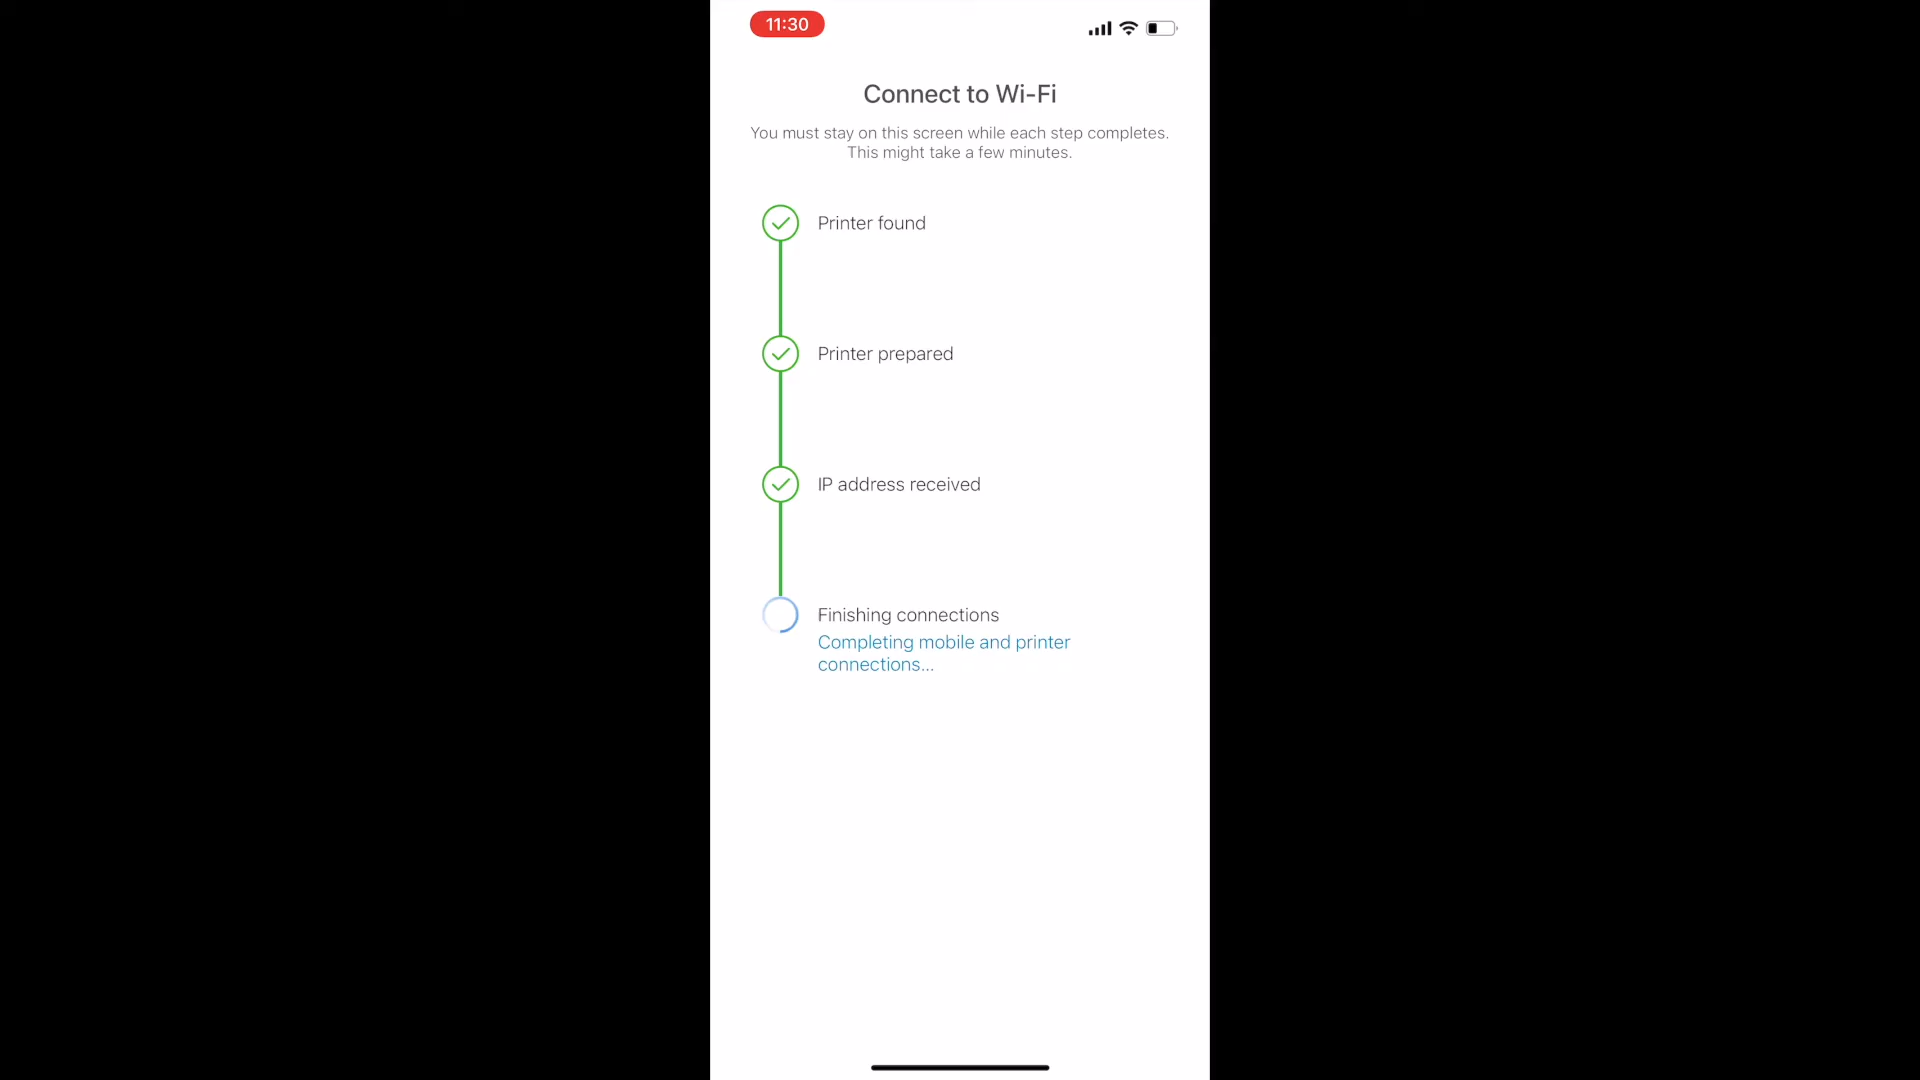 11:30
Connect to Wi-Fi
You must stay on this screen while each step completes.
This might take a few minutes.
Printer found
Printer prepared
IP address received
Finishing connections
Completing mobile and printer
connections...